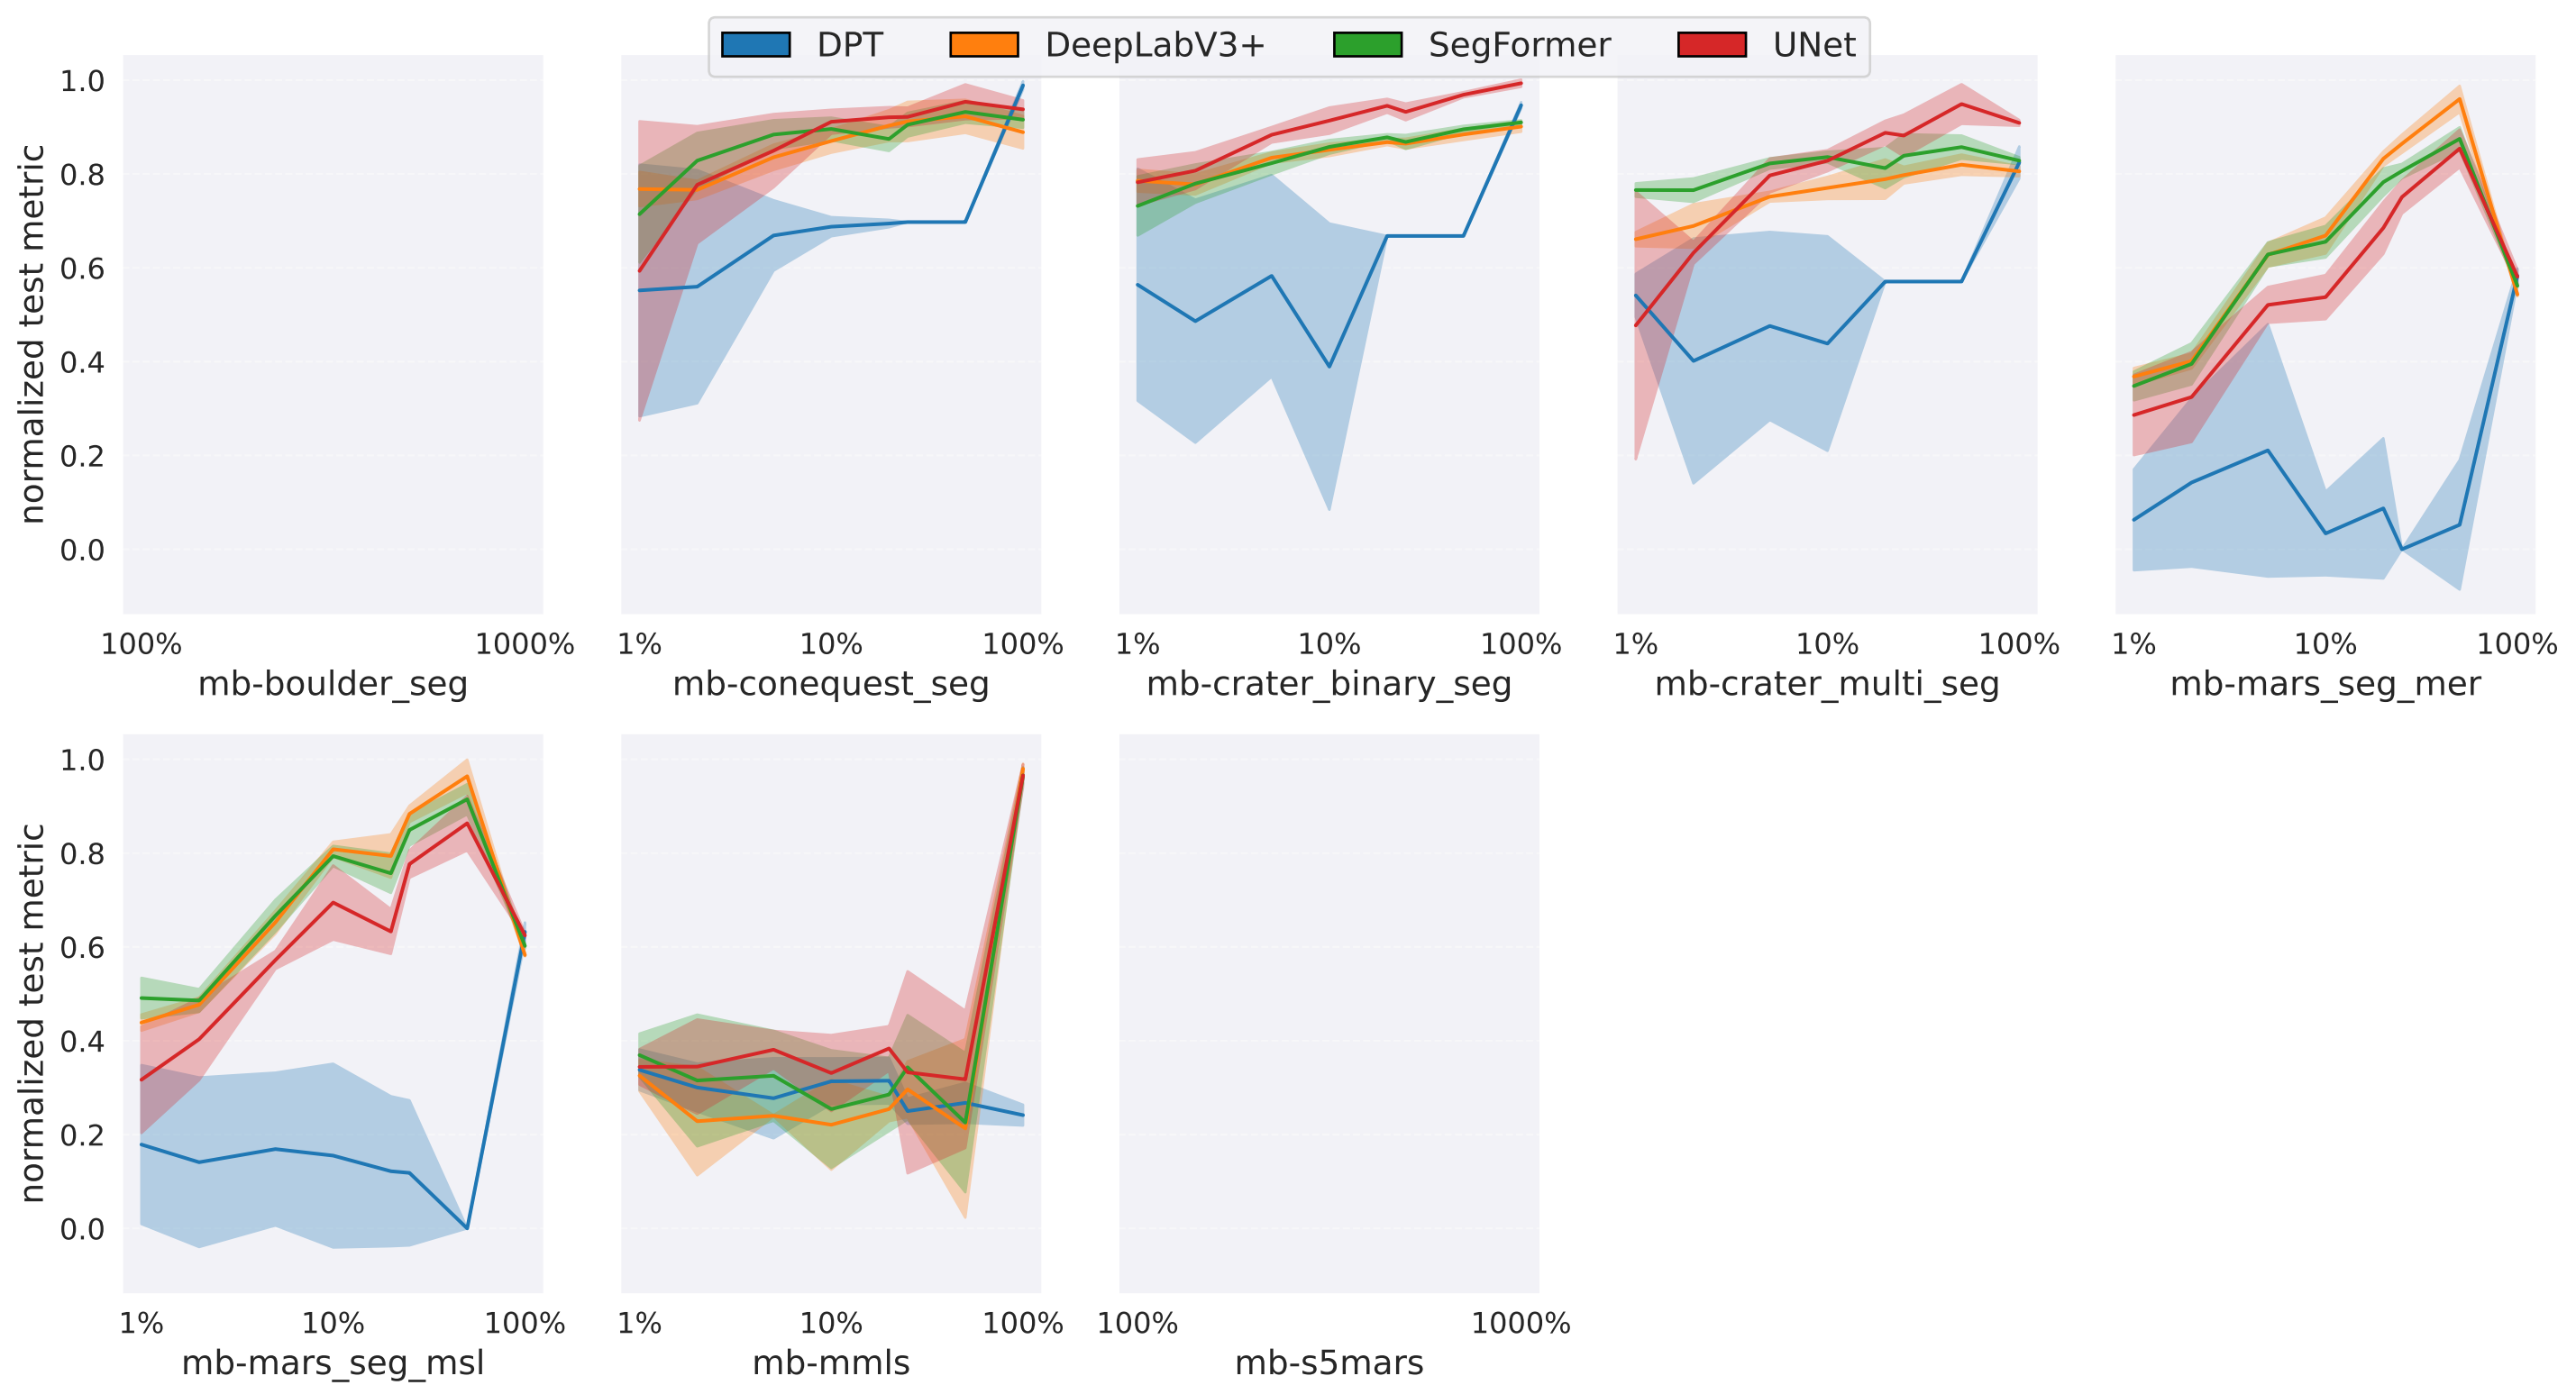 DPT DeepLabV3+ SegFormer UNet
normalized test metric
1.0
0.8
0.6
0.4
0.2
0.0
100% 1000%
mb-boulder_seg
1% 10% 100%
mb-conequest_seg
1% 10% 100%
mb-crater_binary_seg
1% 10% 100%
mb-crater_multi_seg
1% 10% 100%
mb-mars_seg_mer
normalized test metric
1.0
0.8
0.6
0.4
0.2
0.0
1% 10% 100%
mb-mars_seg_msl
1% 10% 100%
mb-mmls
100% 1000%
mb-s5mars